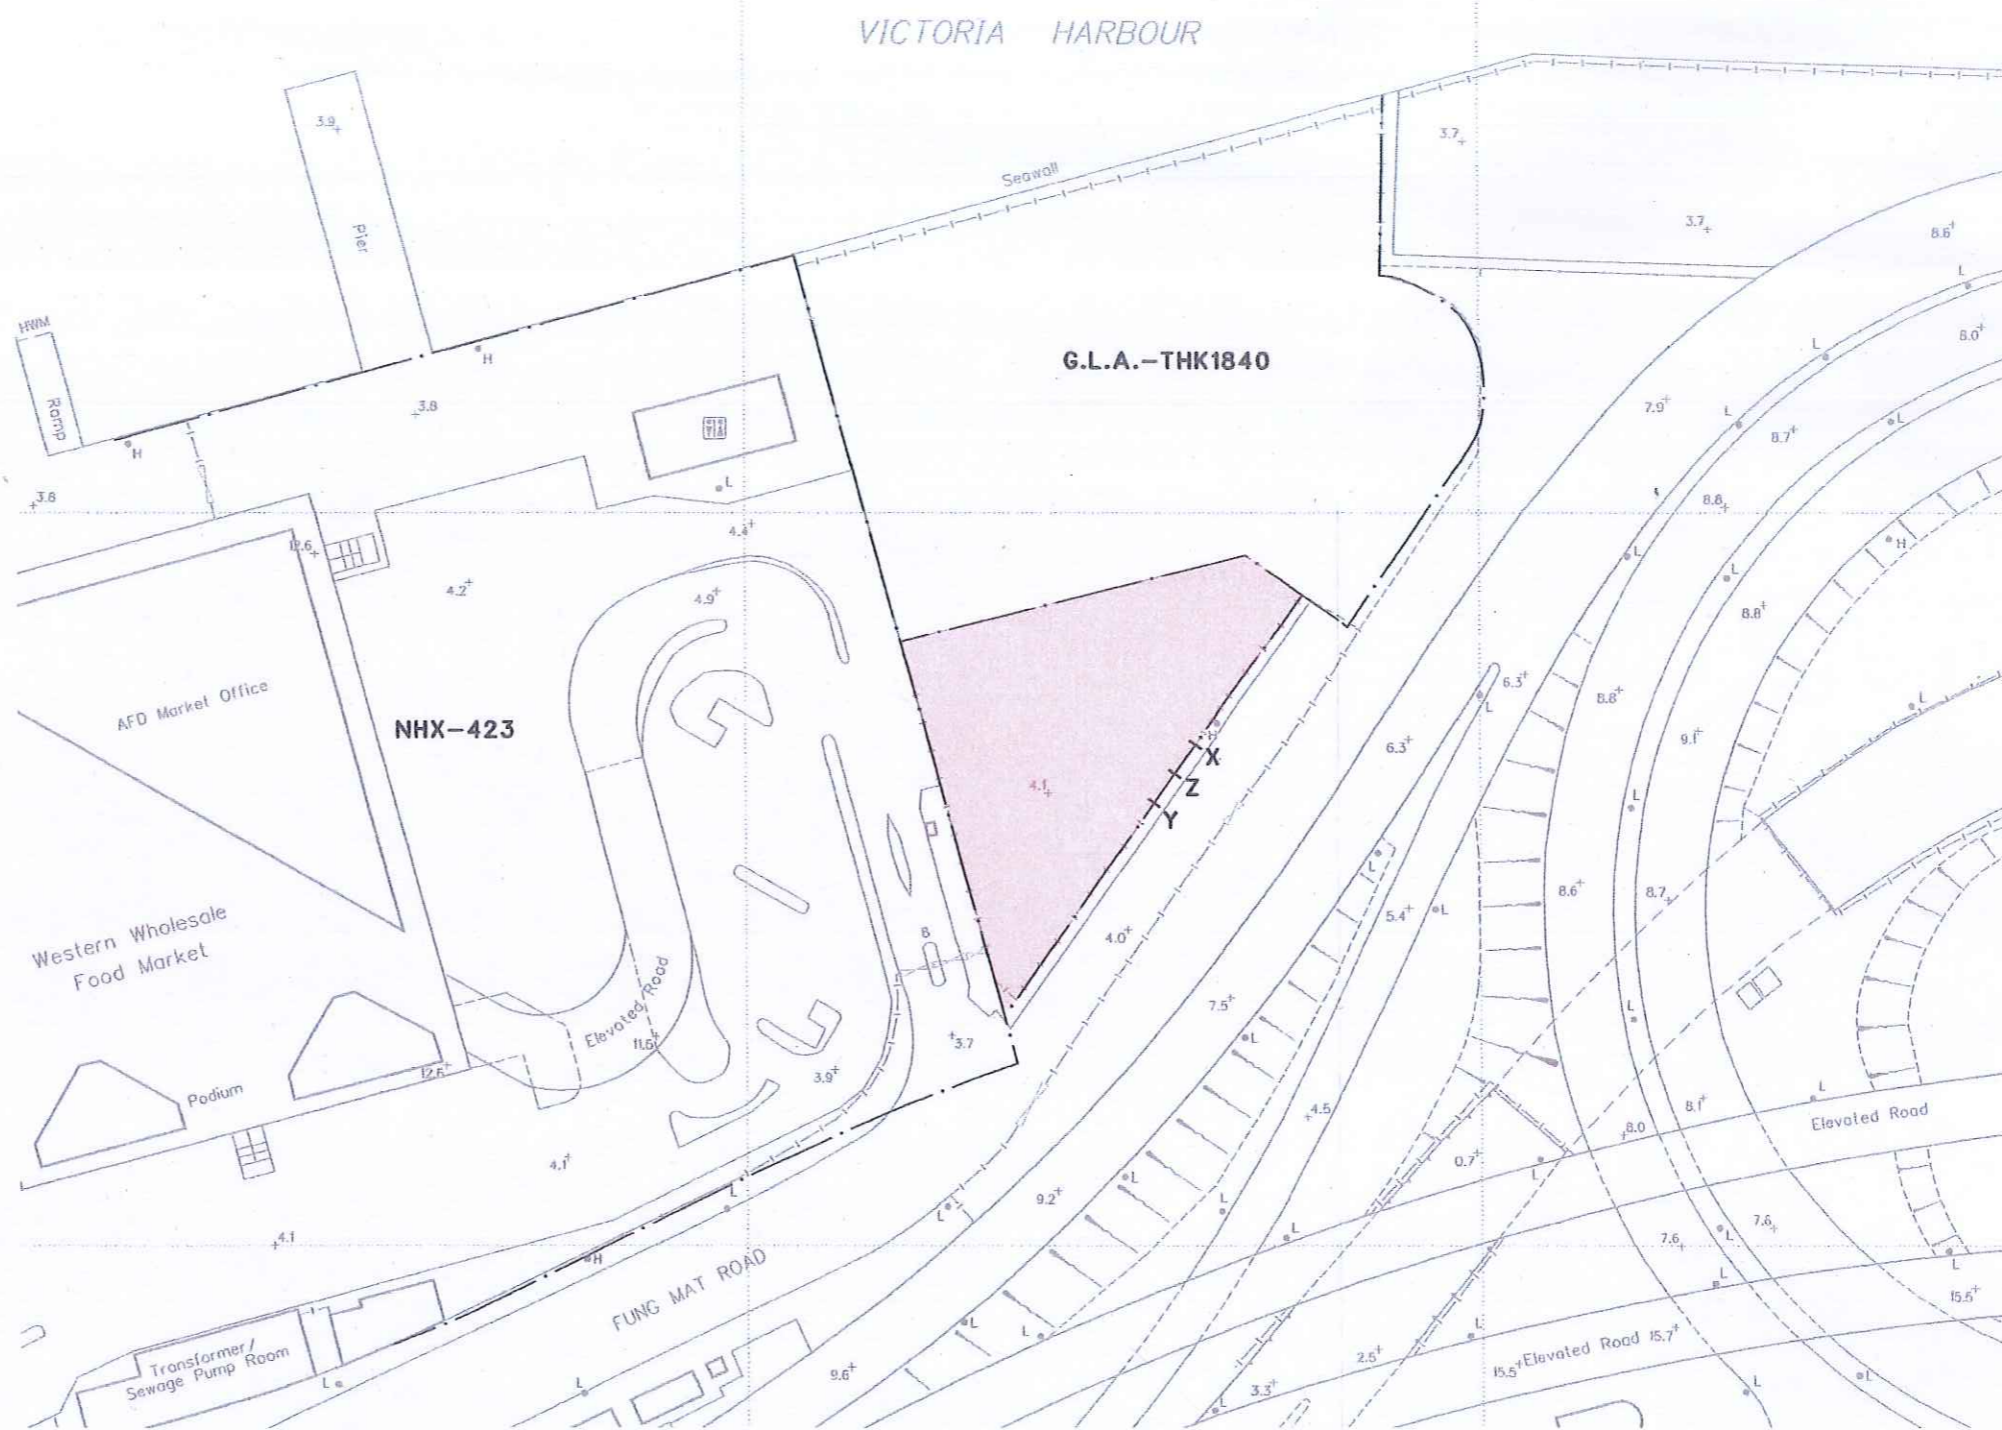 VICTORIA HARBOUR
3.9
3.7
Seawall
3.7
8.6
Pier
L
HWM
8.0
L
H
G.L.A.-THK1840
Ramp
3.8
7.9
L
L
8.7
H
L
3.8
8.8
4.4
12.6
H
L
4.2
4.9
L
8.8
AFD Market Office
6.3
8.8
L
NHX-423
L
9.1
H
6.3
X
4.1
Z
L
Y
L
8.6
8.7
Western Wholesale
Food Market
5.4
L
B
4.0
Elevated Road
7.5
L
L
11.6
3.7
12.6
3.9
Podium
L
8.1
4.5
Elevated Road
8.0
4.1
0.7
L
L
9.2
L
L
L
7.6
4.1
L
7.6
L
H
FUNG MAT ROAD
L
L
15.6
L
L
L
Transformer/
Sewage Pump Room
Elevated Road
15.7
2.5
15.5
9.6
L
L
3.3
L
L
L